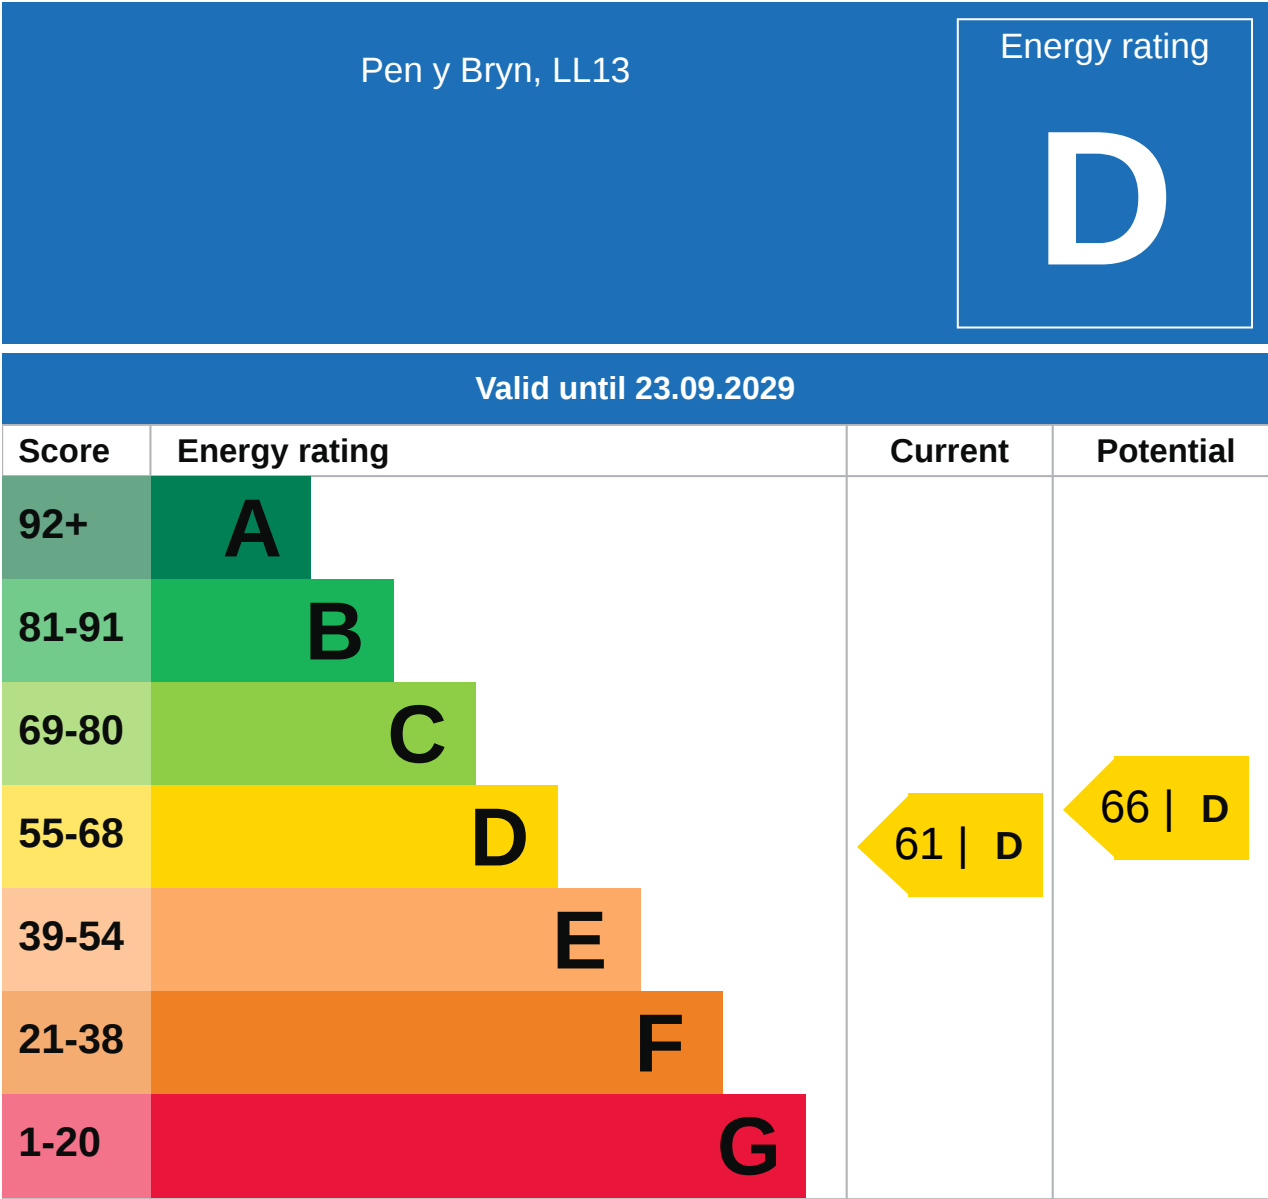 Pen y Bryn, LL13
Energy rating
D
Valid until 23.09.2029
Score Energy rating Current Potential
92+ A
81-91 B
69-80 C
55-68 D
61 | D
66 | D
39-54 E
21-38 F
1-20 G